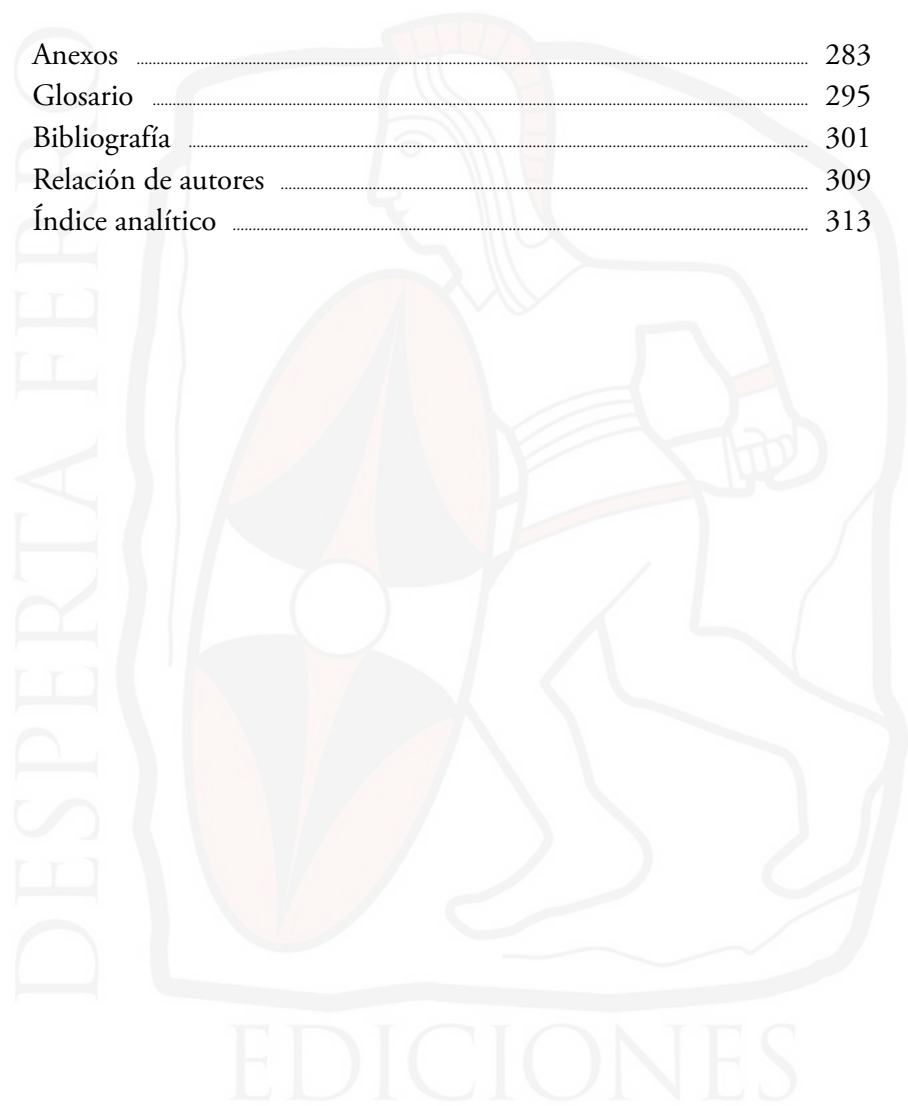 Anexos 283
Glosario 295
Bibliografía 301
Relación de autores 309
Índice analítico 313
DESPERTA FERRO
EDICIONES